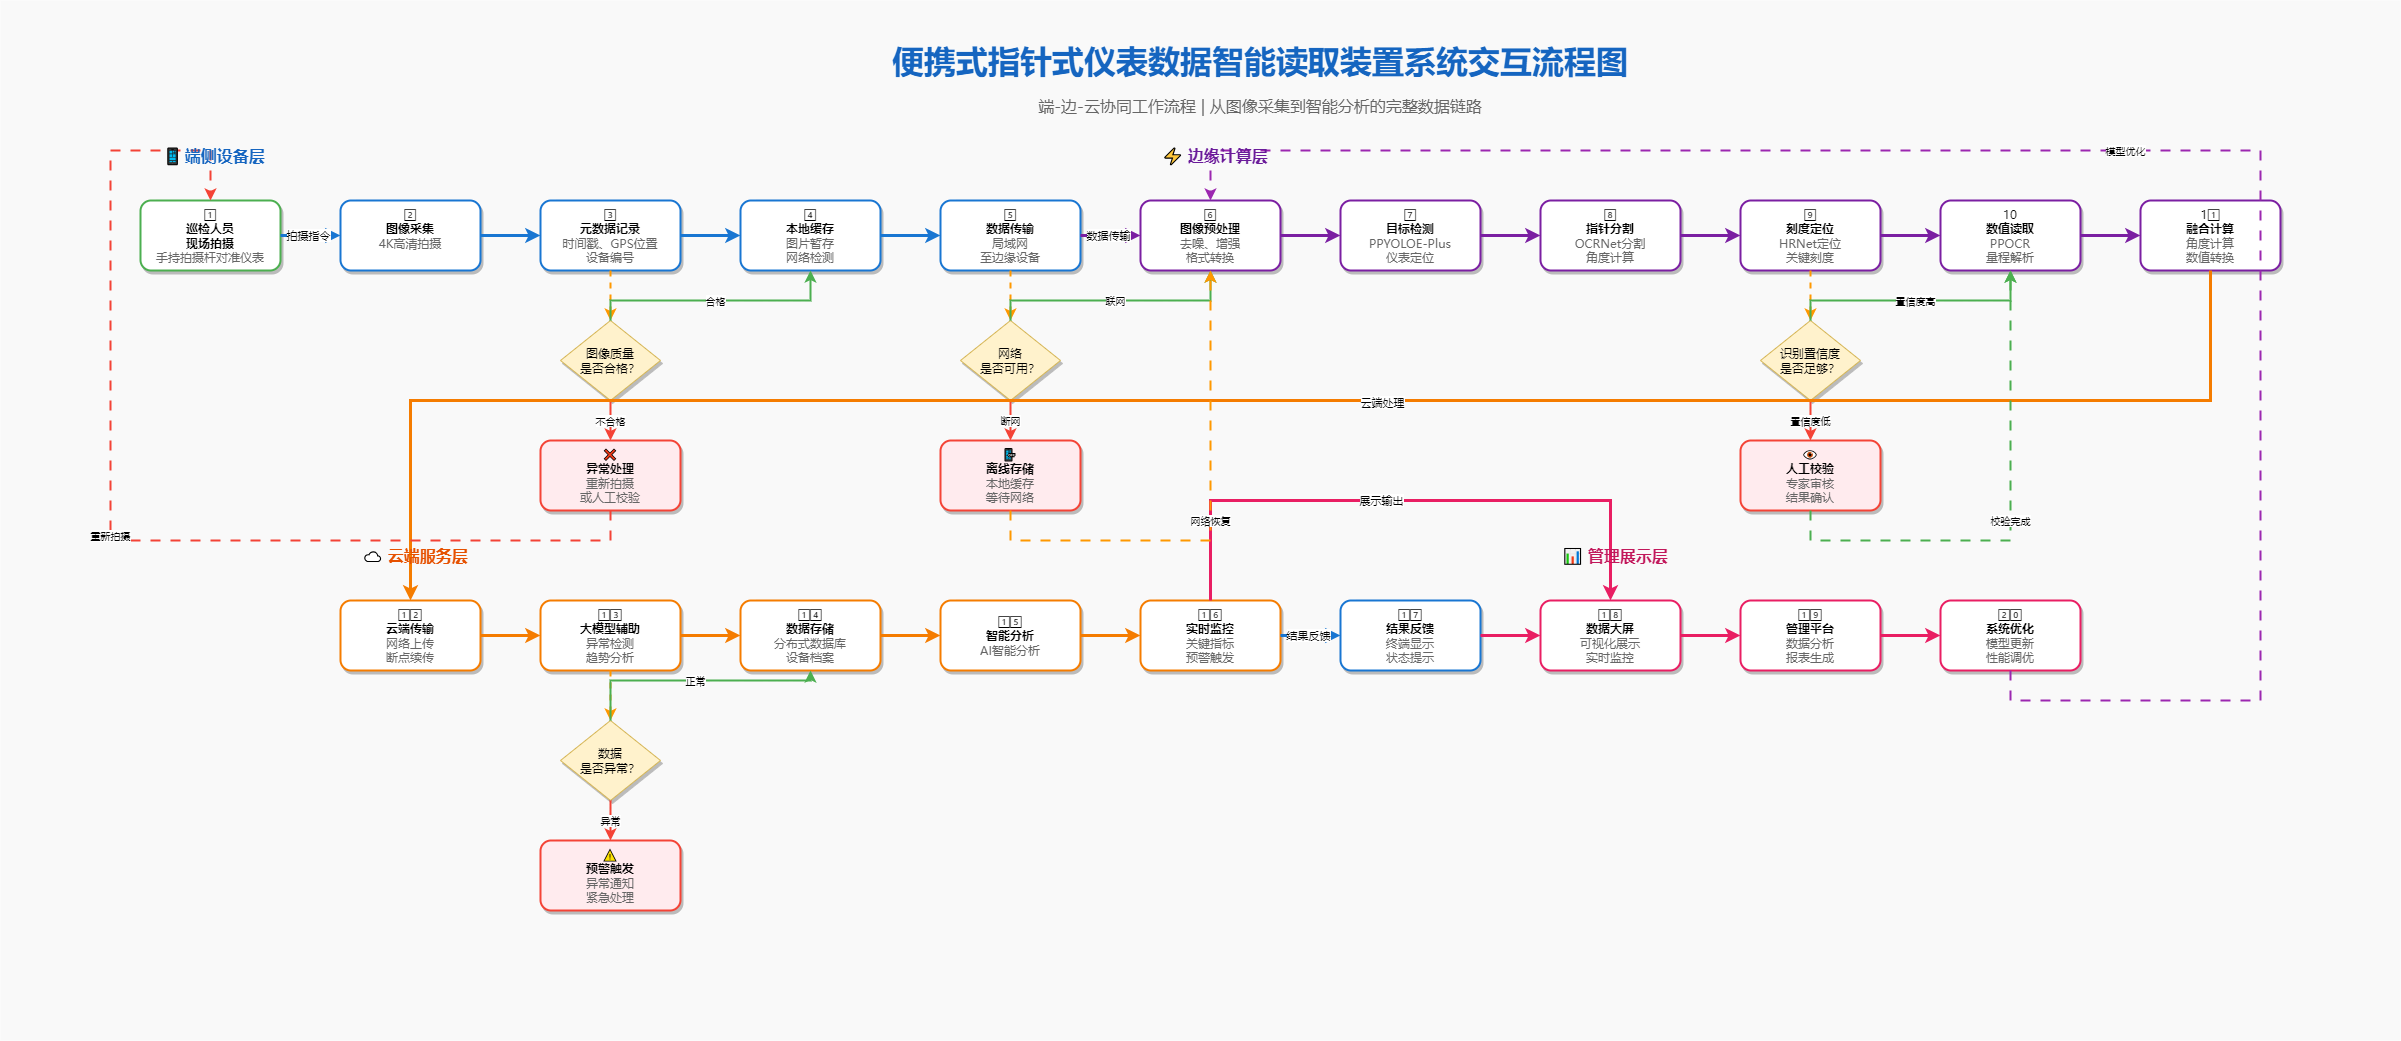 便携式指针式仪表数据智能读取装置系统交互流程图
端-边-云协同工作流程 | 从图像采集到智能分析的完整数据链路
📱 端侧设备层
⚡ 边缘计算层
模型优化
1
巡检人员
现场拍摄
手持拍摄杆对准仪表
拍摄指令
2
图像采集
4K高清拍摄
3
元数据记录
时间戳、GPS位置
设备编号
4
本地缓存
图片暂存
网络检测
5
数据传输
局域网
至边缘设备
数据传输
6
图像预处理
去噪、增强
格式转换
7
目标检测
PPYOLOE-Plus
仪表定位
8
指针分割
OCRNet分割
角度计算
9
刻度定位
HRNet定位
关键刻度
10
数值读取
PPOCR
量程解析
11
融合计算
角度计算
数值转换
合格
联网
置信度高
图像质量
是否合格?
网络
是否可用?
识别置信度
是否足够?
云端处理
不合格
断网
置信度低
❌
异常处理
重新拍摄
或人工校验
📲
离线存储
本地缓存
等待网络
👁
人工校验
专家审核
结果确认
展示输出
网络恢复
校验完成
重新拍摄
☁ 云端服务层
📊 管理展示层
12
云端传输
网络上传
断点续传
13
大模型辅助
异常检测
趋势分析
14
数据存储
分布式数据库
设备档案
15
智能分析
AI智能分析
16
实时监控
关键指标
预警触发
结果反馈
17
结果反馈
终端显示
状态提示
18
数据大屏
可视化展示
实时监控
19
管理平台
数据分析
报表生成
20
系统优化
模型更新
性能调优
正常
数据
是否异常?
异常
⚠
预警触发
异常通知
紧急处理